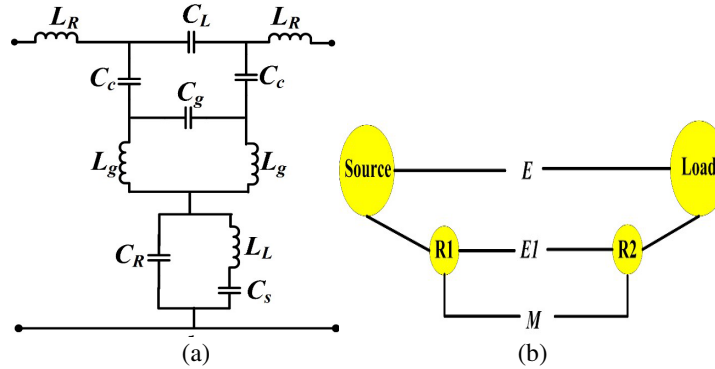 L_R C_L L_R
C_c C_c
C_g
L_g L_g
C_R L_L
C_s
(a)
Source E Load
R1 E1 R2
M
(b)